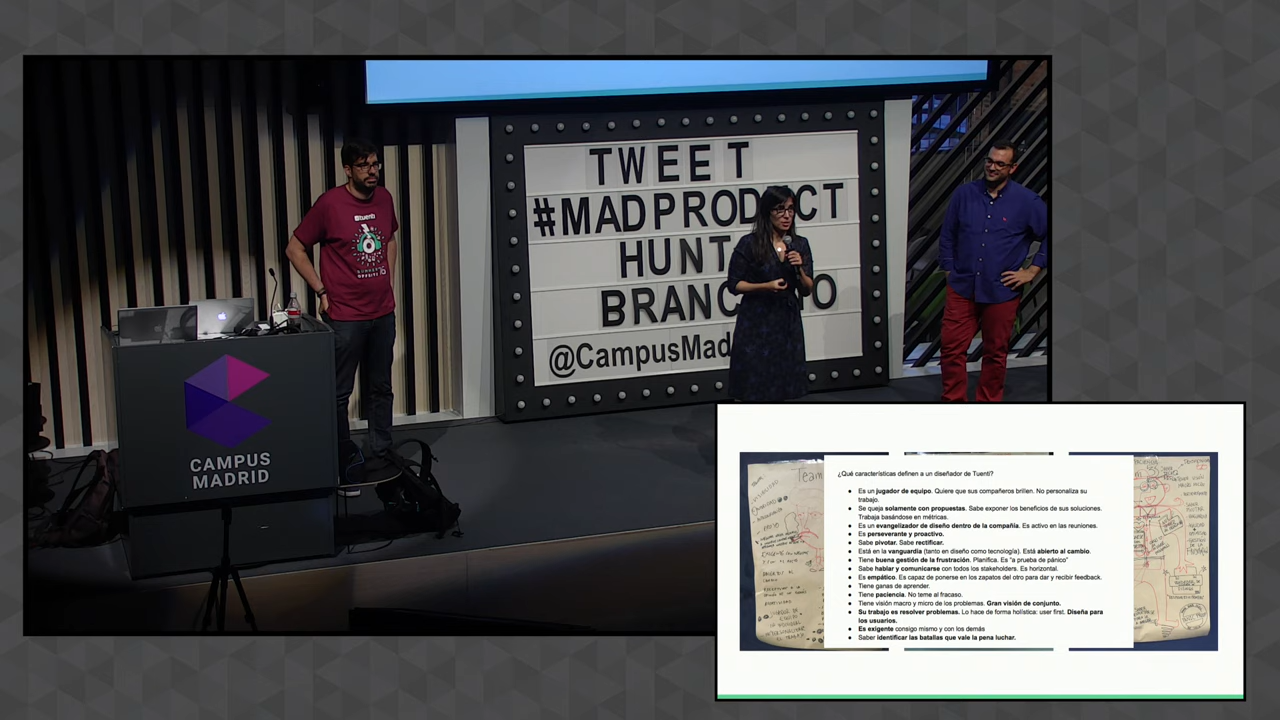 TWEET
#MADPRODUCT
HUNT
BRANC
O
@CampusMad
tuenti
CAMPUS
MADRID
Team
¿Qué características definen a un diseñador de Tuenti?
● Es un jugador de equipo. Quiere que sus compañeros brillen. No personaliza su
trabajo.
● Se queja solamente con propuestas. Sabe exponer los beneficios de sus soluciones.
Trabaja basándose en métricas.
● Es un evangelizador de diseño dentro de la compañía. Es activo en las reuniones.
● Es perseverante y proactivo.
● Sabe pivotar. Sabe rectificar.
● Está en la vanguardia (tanto en diseño como tecnología). Está abierto al cambio.
● Tiene buena gestión de la frustración. Planifica. Es "a prueba de pánico"
● Sabe hablar y comunicarse con todos los stakeholders. Es horizontal.
● Es empático. Es capaz de ponerse en los zapatos del otro para dar y recibir feedback.
● Tiene ganas de aprender.
● Tiene paciencia. No teme al fracaso.
● Tiene visión macro y micro de los problemas. Gran visión de conjunto.
● Su trabajo es resolver problemas. Lo hace de forma holística: user first. Diseña para
los usuarios.
● Es exigente consigo mismo y con los demás
● Saber identificar las batallas que vale la pena luchar.